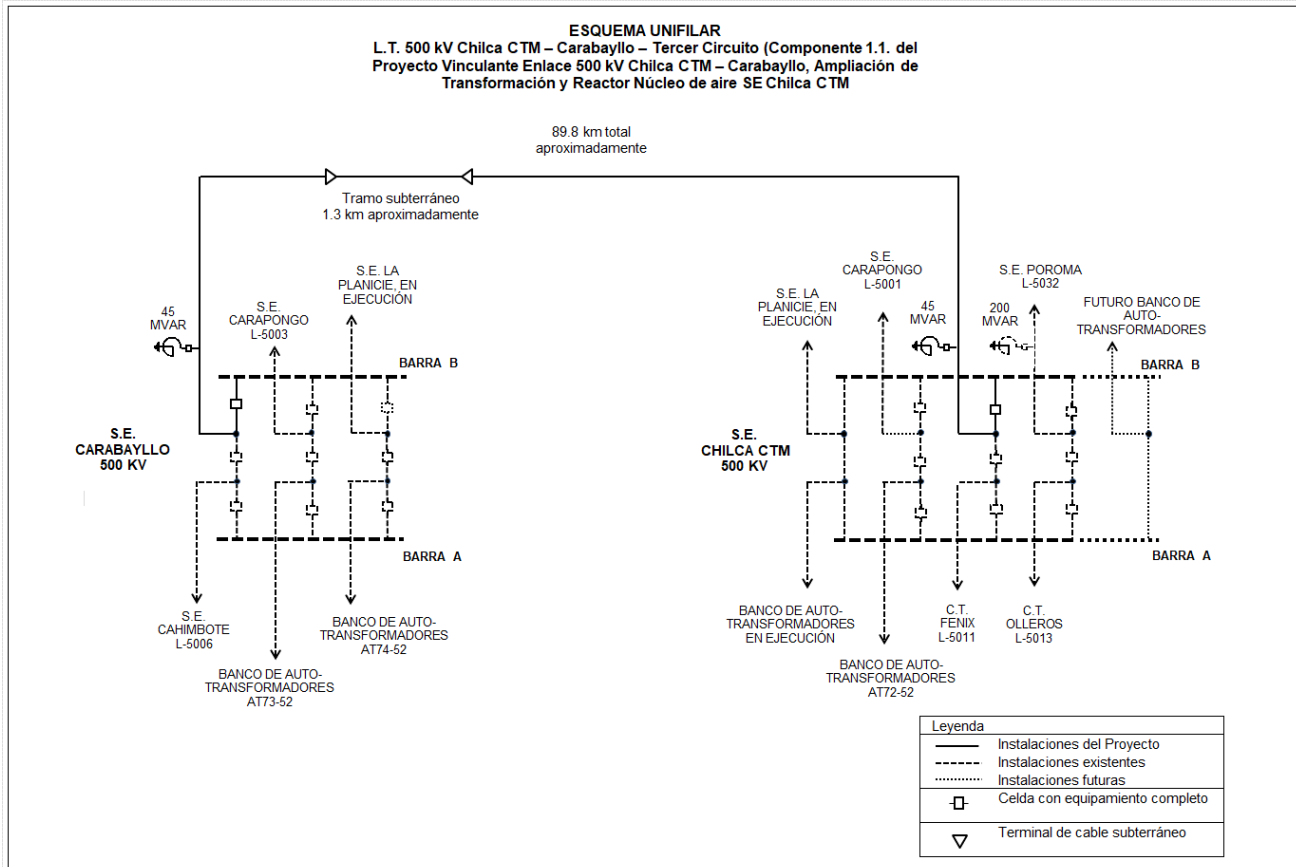 ESQUEMA UNIFILAR
L.T. 500 kV Chilca CTM – Carabayllo – Tercer Circuito (Componente 1.1. del
Proyecto Vinculante Enlace 500 kV Chilca CTM – Carabayllo, Ampliación de
Transformación y Reactor Núcleo de aire SE Chilca CTM
89.8 km total
aproximadamente
Tramo subterráneo
1.3 km aproximadamente
45
MVAR
S.E.
CARAPONGO
L-5003
S.E. LA
PLANICIE, EN
EJECUCIÓN
BARRA B
S.E.
CARABAYLLO
500 KV
BARRA A
S.E.
CAHIMBOTE
L-5006
BANCO DE AUTO-
TRANSFORMADORES
AT73-52
BANCO DE AUTO-
TRANSFORMADORES
AT74-52
S.E. LA
PLANICIE, EN
EJECUCIÓN
S.E.
CARAPONGO
L-5001
45
MVAR
200
MVAR
S.E. POROMA
L-5032
FUTURO BANCO DE
AUTO-
TRANSFORMADORES
BARRA B
S.E.
CHILCA CTM
500 KV
BARRA A
BANCO DE AUTO-
TRANSFORMADORES
EN EJECUCIÓN
BANCO DE AUTO-
TRANSFORMADORES
AT72-52
C.T.
FENIX
L-5011
C.T.
OLLEROS
L-5013
Leyenda
Instalaciones del Proyecto
Instalaciones existentes
Instalaciones futuras
Celda con equipamiento completo
Terminal de cable subterráneo